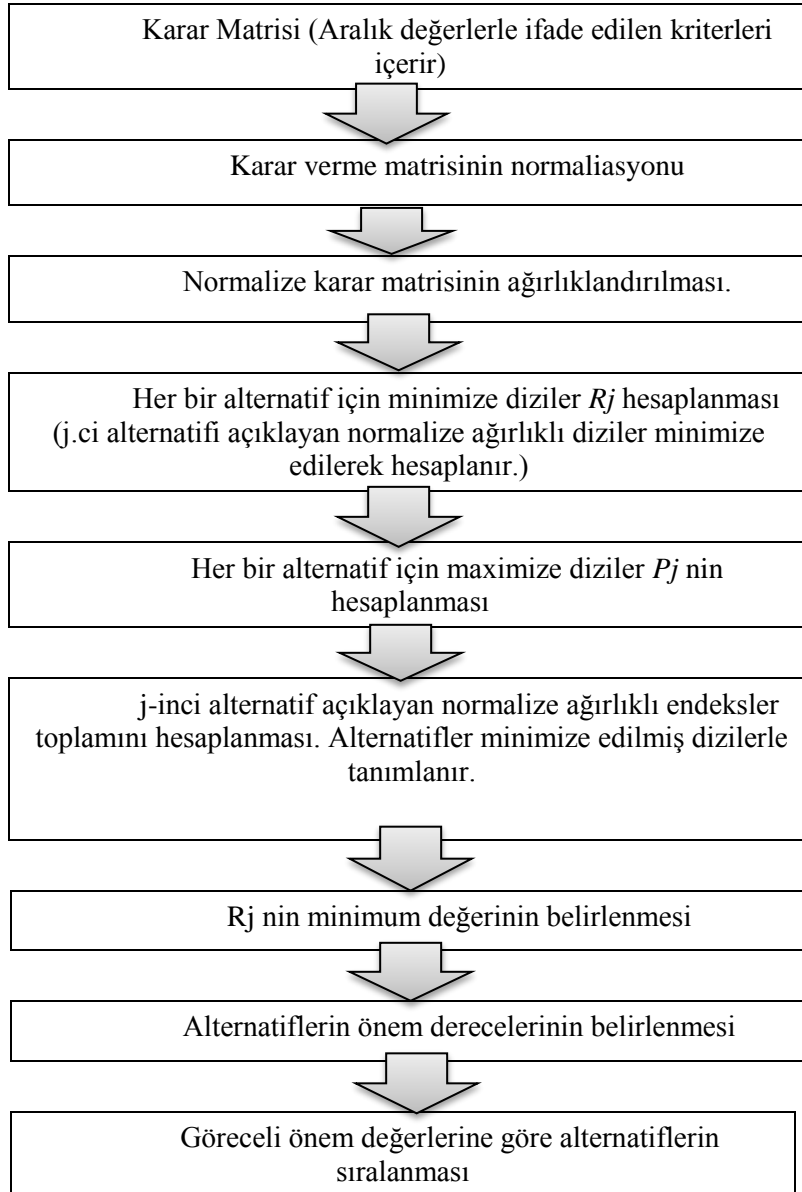 Karar Matrisi (Aralık değerlerle ifade edilen kriterleri
içerir)
Karar verme matrisinin normaliasyonu
Normalize karar matrisinin ağırlıklandırılması.
Her bir alternatif için minimize diziler Rj hesaplanması
(j.ci alternatifi açıklayan normalize ağırlıklı diziler minimize
edilerek hesaplanır.)
Her bir alternatif için maximize diziler Pj nin
hesaplanması
j-inci alternatif açıklayan normalize ağırlıklı endeksler
toplamını hesaplanması. Alternatifler minimize edilmiş dizilerle
tanımlanır.
Rj nin minimum değerinin belirlenmesi
Alternatiflerin önem derecelerinin belirlenmesi
Göreceli önem değerlerine göre alternatiflerin
sıralanması